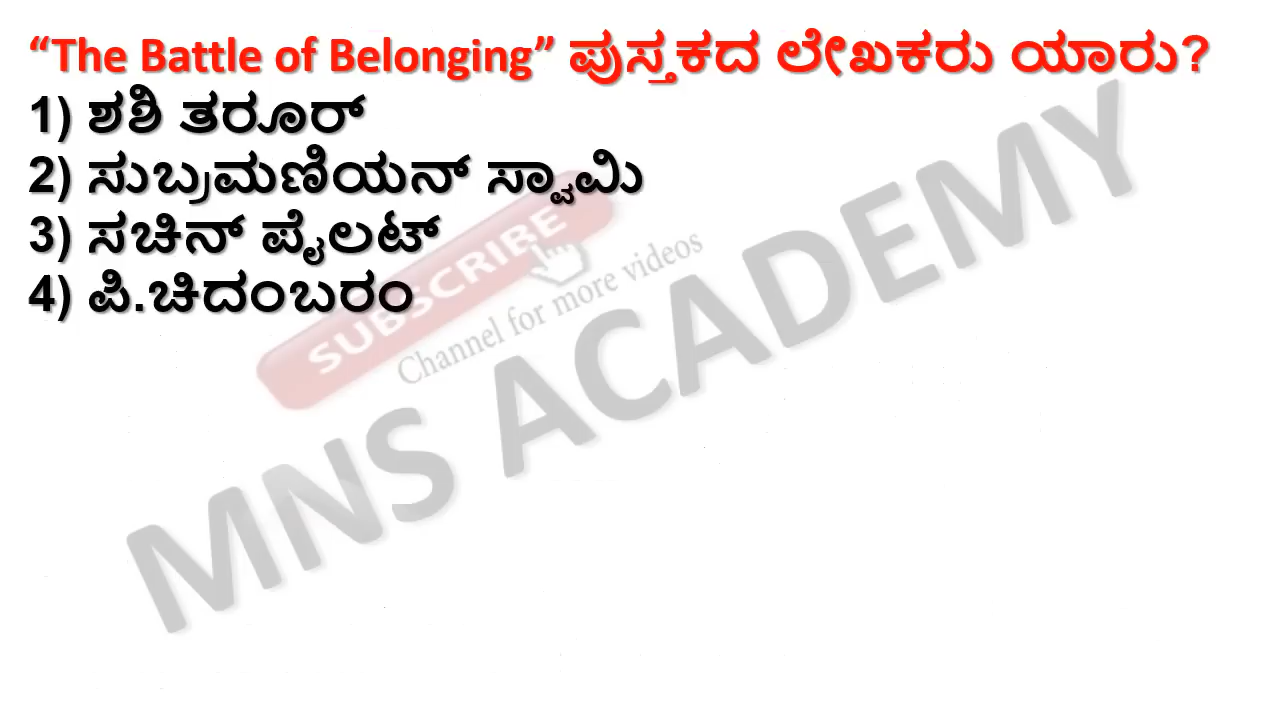 “The Battle of Belonging” ಪುಸ್ತಕದ ಲೇಖಕರು ಯಾರು?
1) ಶಶಿ ತರೂರ್
2) ಸುಬ್ರಮಣಿಯನ್ ಸ್ವಾಮಿ
3) ಸಚಿನ್ ಪೈಲಟ್
4) ಪಿ.ಚಿದಂಬರಂ
SUBSCRIBE
Channel for more videos
MNS ACADEMY